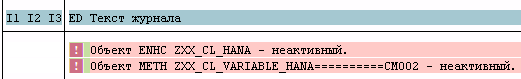 I1 I2 I3 ED Текст журнала
! Объект ENHC ZXX_CL_HANA - неактивный.
! Объект METH ZXX_CL_VARIABLE_HANA==========CM002 - неактивный.